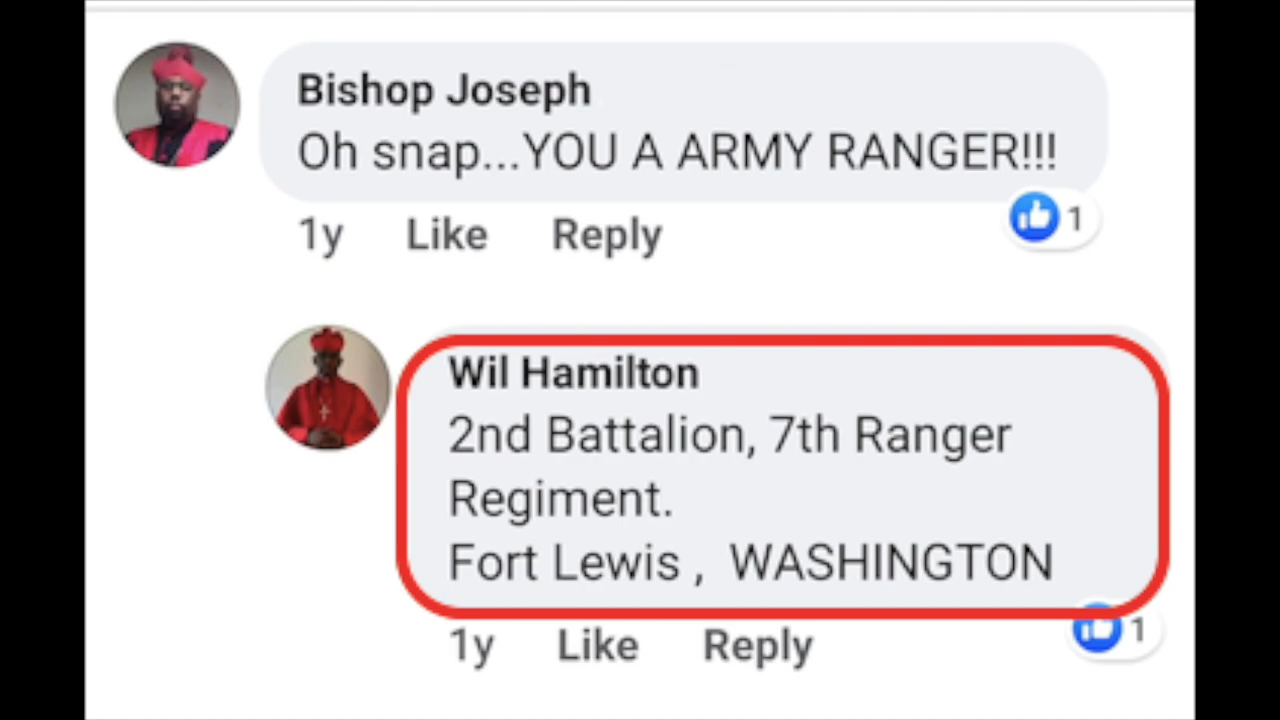 Bishop Joseph
Oh snap...YOU A ARMY RANGER!!!
1y Like Reply 1
Wil Hamilton
2nd Battalion, 7th Ranger
Regiment.
Fort Lewis , WASHINGTON
1y Like Reply 1